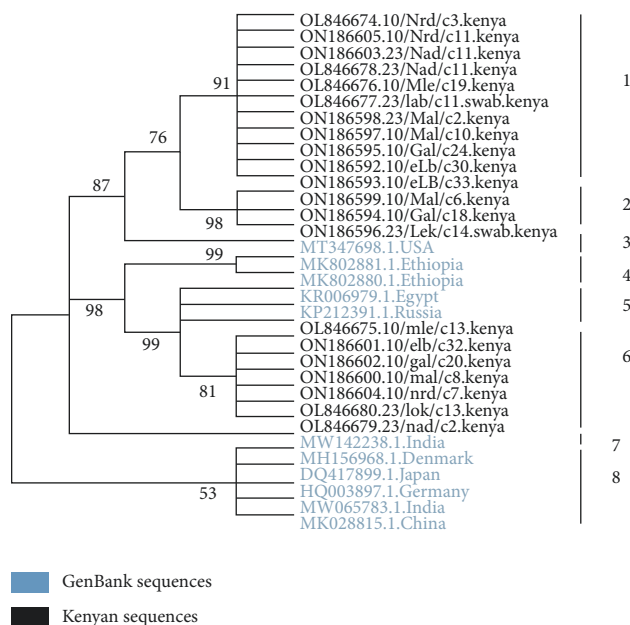 OL846674.10/Nrd/c3.kenya
ON186605.10/Nrd/c11.kenya
ON186603.23/Nad/c11.kenya
OL846678.23/Nad/c11.kenya
91
OL846676.10/Mle/c19.kenya
1
OL846677.23/lab/c11.swab.kenya
ON186598.23/Mal/c2.kenya
ON186597.10/Mal/c10.kenya
76
ON186595.10/Gal/c24.kenya
ON186592.10/eLb/c30.kenya
ON186593.10/eLB/c33.kenya
87
ON186599.10/Mal/c6.kenya
2
ON186594.10/Gal/c18.kenya
98
ON186596.23/Lek/c14.swab.kenya
MT347698.1.USA
3
99
MK802881.1.Ethiopia
4
MK802880.1.Ethiopia
KR006979.1.Egypt
5
98
KP212391.1.Russia
OL846675.10/mle/c13.kenya
99
ON186601.10/elb/c32.kenya
6
ON186602.10/gal/c20.kenya
ON186600.10/mal/c8.kenya
81
ON186604.10/nrd/c7.kenya
OL846680.23/lok/c13.kenya
OL846679.23/nad/c2.kenya
MW142238.1.India
7
MH156968.1.Denmark
DQ417899.1.Japan
8
53
HQ003897.1.Germany
MW065783.1.India
MK028815.1.China
GenBank sequences
Kenyan sequences